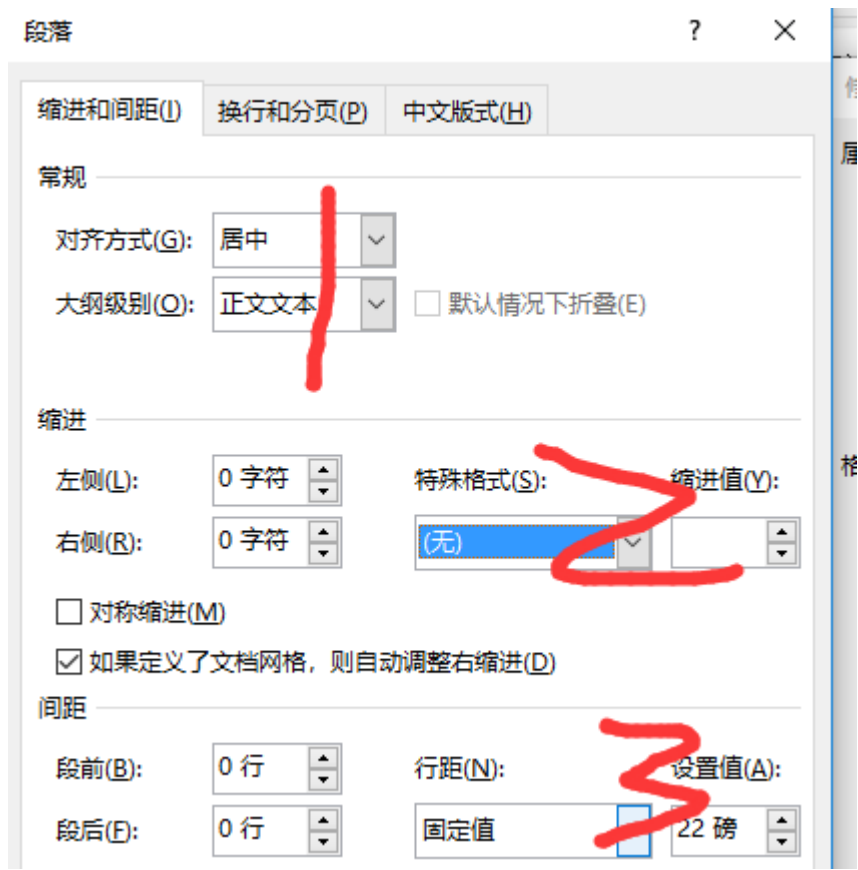 段落 ?
缩进和间距(I) 换行和分页(P) 中文版式(H)
常规
对齐方式(G): 居中
大纲级别(O): 正文文本 默认情况下折叠(E)
1
缩进
左侧(L): 0 字符 特殊格式(S): 缩进值(Y):
右侧(R): 0 字符 (无)
2
对称缩进(M)
如果定义了文档网格，则自动调整右缩进(D)
间距
段前(B): 0 行 行距(N): 设置值(A):
段后(F): 0 行 固定值 22 磅
3